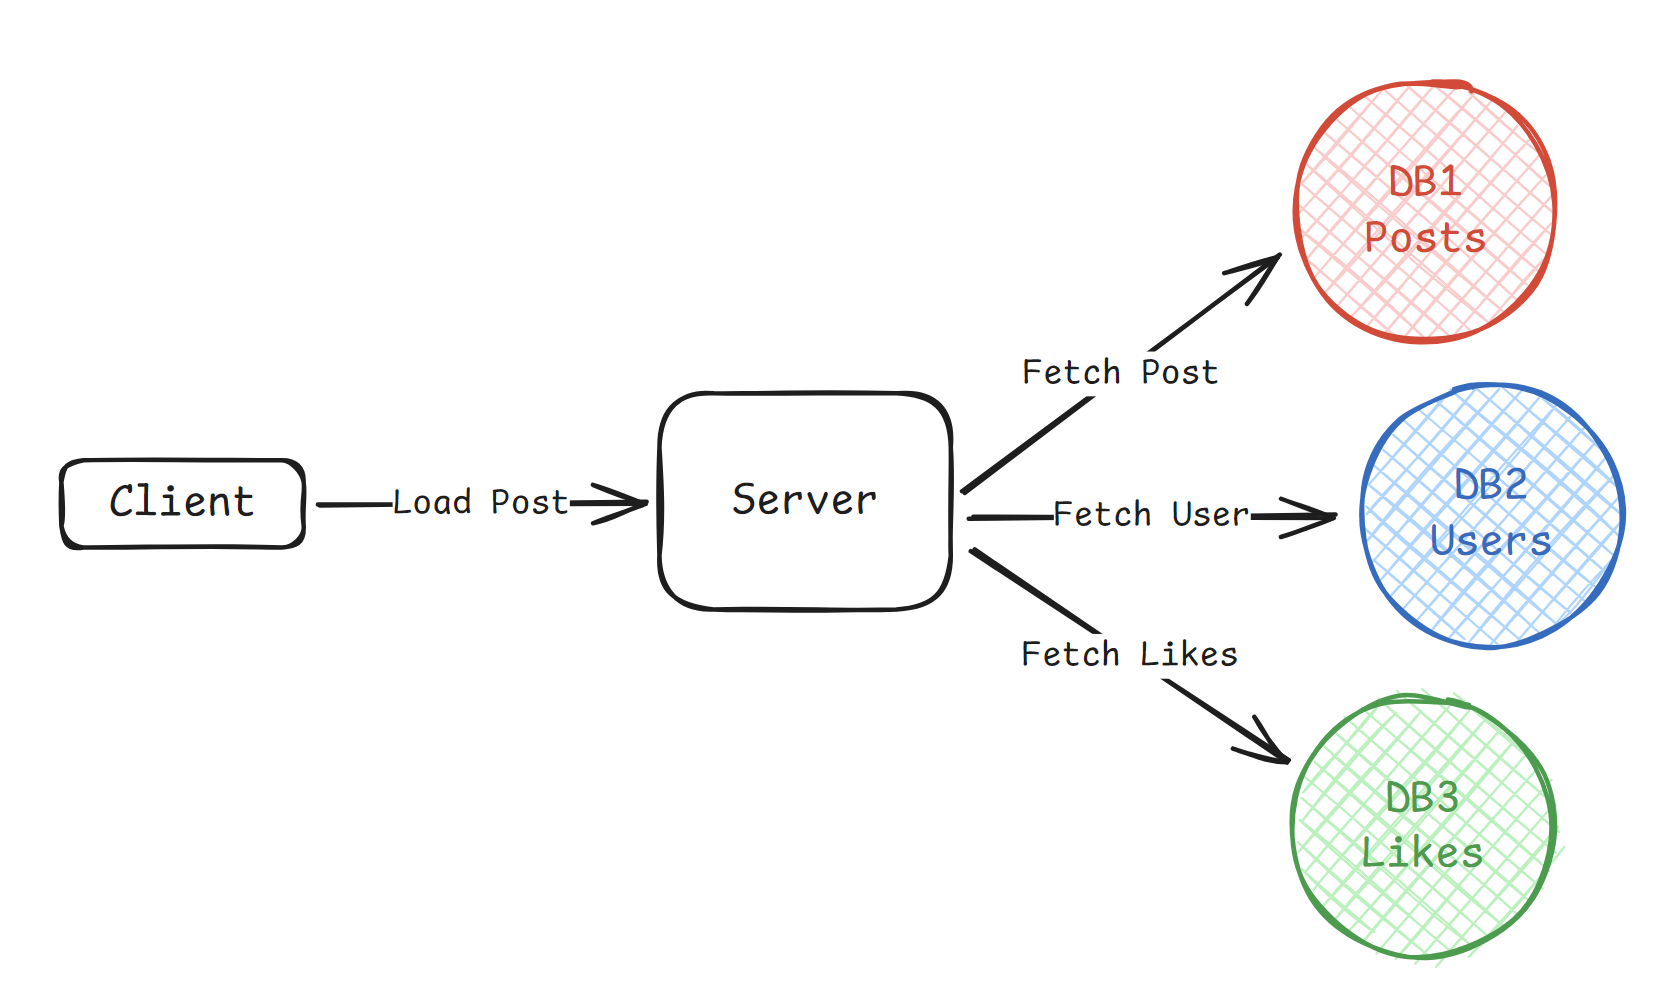 Client
Load Post
Server
Fetch Post
Fetch User
Fetch Likes
DB1
Posts
DB2
Users
DB3
Likes